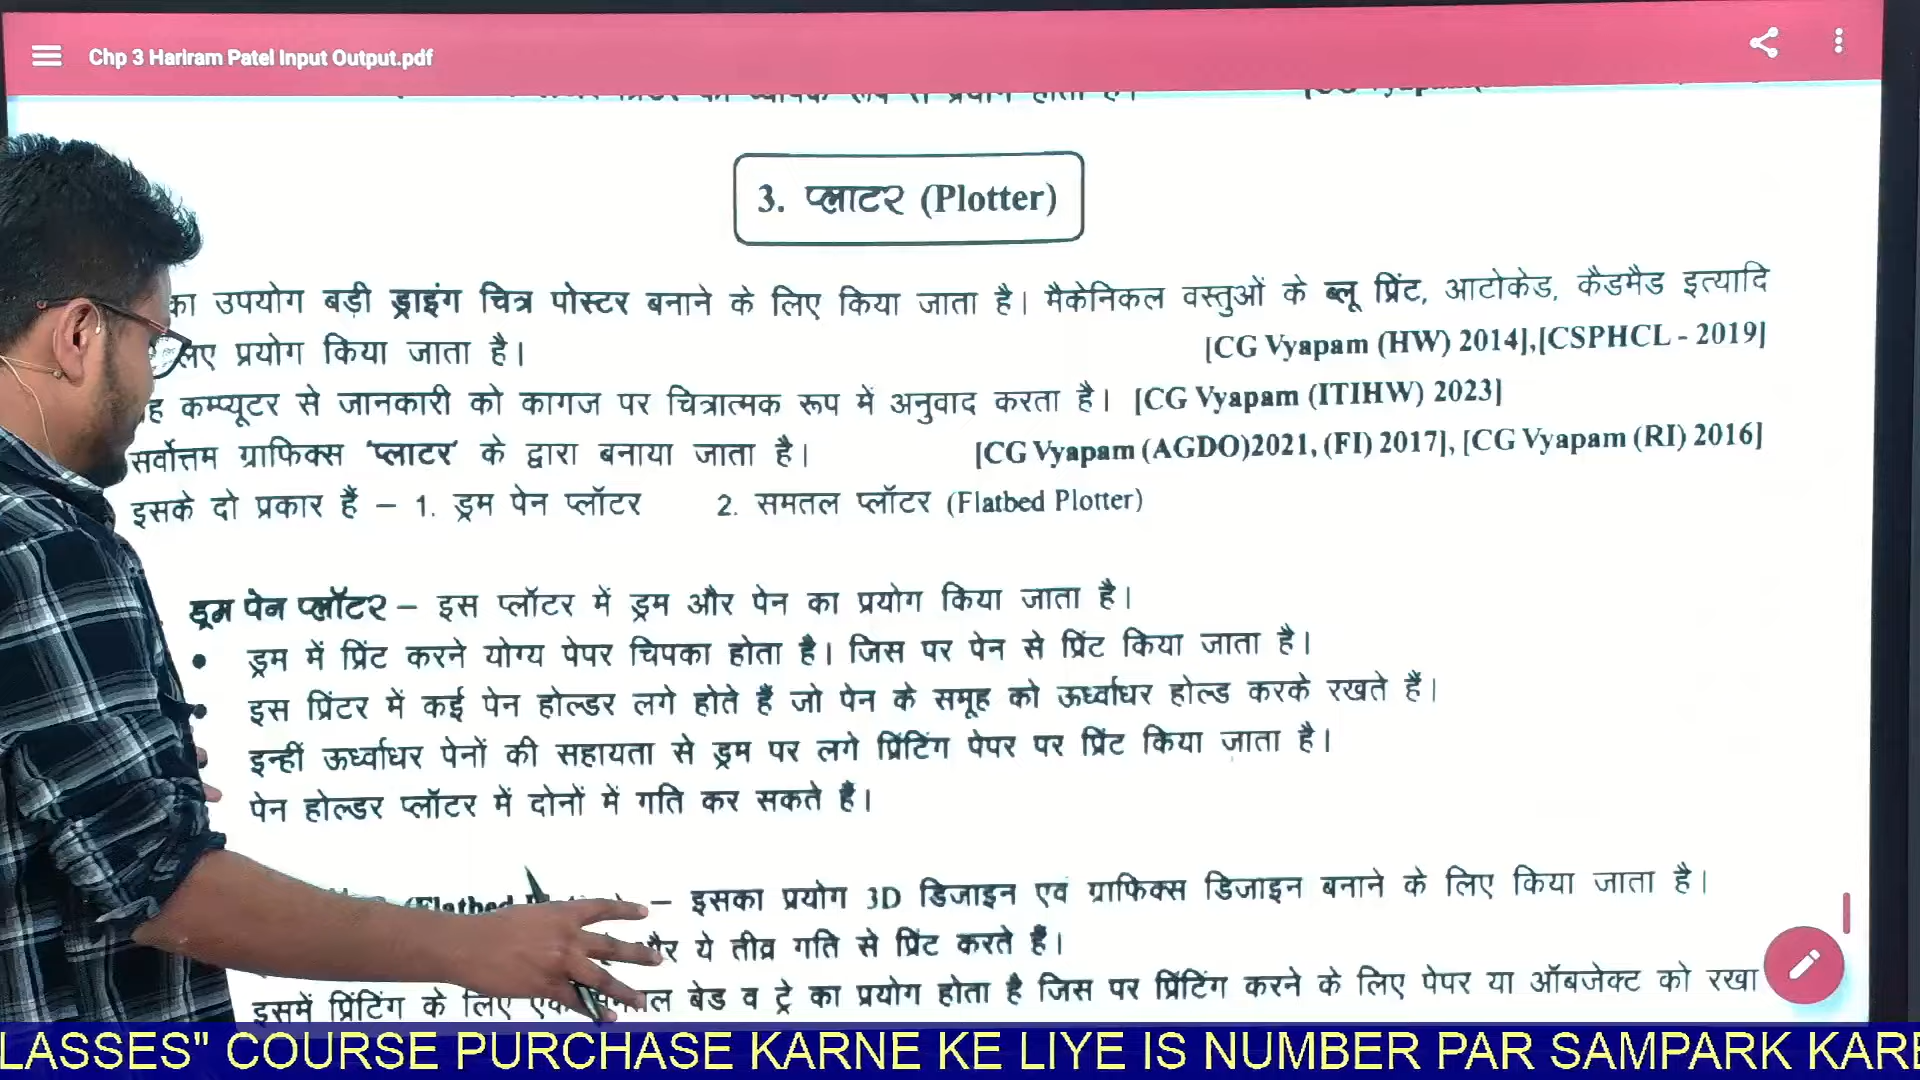 Chp 3 Hariram Patel Input Output.pdf
3. प्लाटर (Plotter)
का उपयोग बड़ी ड्राइंग चित्र पोस्टर बनाने के लिए किया जाता है। मैकेनिकल वस्तुओं के ब्लू प्रिंट, आटोकेड, कैडमैड इत्यादि
लिए प्रयोग किया जाता है। [CG Vyapam (HW) 2014],[CSPHCL - 2019]
कम्प्यूटर से जानकारी को कागज पर चित्रात्मक रूप में अनुवाद करता है। [CG Vyapam (ITIHW) 2023]
सर्वोत्तम ग्राफिक्स 'प्लाटर' के द्वारा बनाया जाता है। [CG Vyapam (AGDO)2021, (FI) 2017], [CG Vyapam (RI) 2016]
इसके दो प्रकार हैं – 1. ड्रम पेन प्लॉटर 2. समतल प्लॉटर (Flatbed Plotter)
ड्रम पेन प्लॉटर – इस प्लॉटर में ड्रम और पेन का प्रयोग किया जाता है।
• ड्रम में प्रिंट करने योग्य पेपर चिपका होता है। जिस पर पेन से प्रिंट किया जाता है।
• इस प्रिंटर में कई पेन होल्डर लगे होते हैं जो पेन के समूह को ऊर्ध्वाधर होल्ड करके रखते हैं।
इन्हीं ऊर्ध्वाधर पेनों की सहायता से ड्रम पर लगे प्रिंटिंग पेपर पर प्रिंट किया जाता है।
पेन होल्डर प्लॉटर में दोनों में गति कर सकते हैं।
(Flatbed – इसका प्रयोग 3D डिजाइन एवं ग्राफिक्स डिजाइन बनाने के लिए किया जाता है।
और ये तीव्र गति से प्रिंट करते हैं।
इसमें प्रिंटिंग के लिए एक समतल बेड व ट्रे का प्रयोग होता है जिस पर प्रिंटिंग करने के लिए पेपर या ऑबजेक्ट को रखा
LASSES" COURSE PURCHASE KARNE KE LIYE IS NUMBER PAR SAMPARK KARE